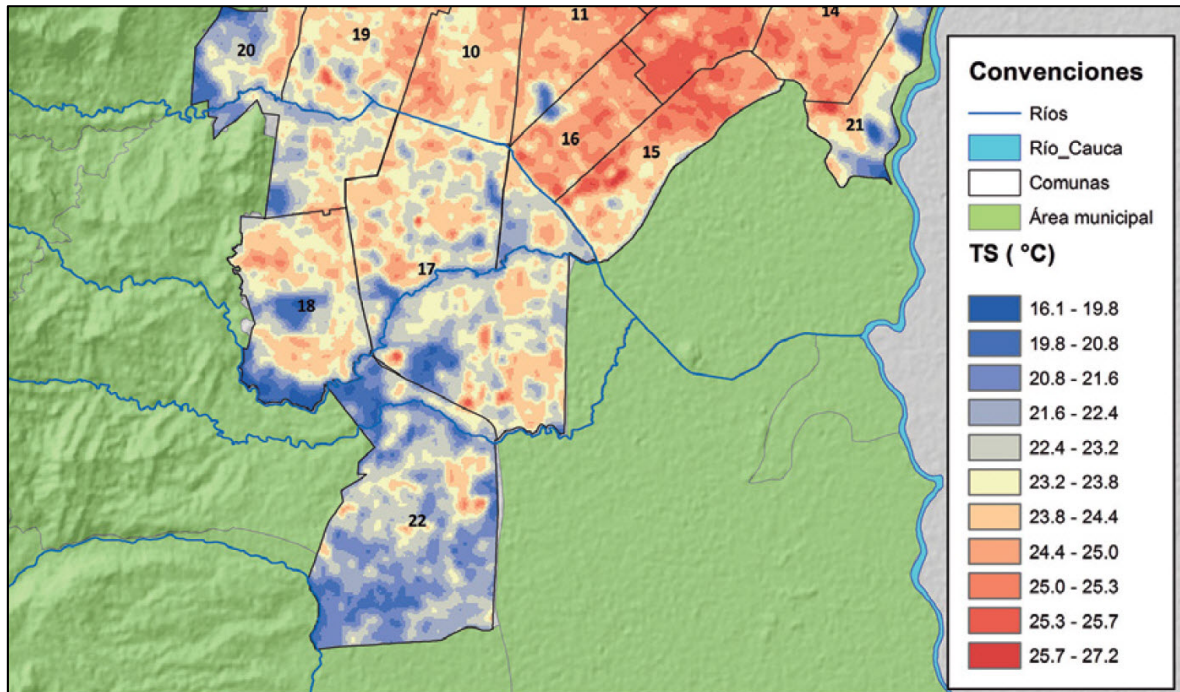 11
14
20
19
10
21
16
15
17
18
22
Convenciones
Ríos
Río_Cauca
Comunas
Área municipal
TS ( °C)
16.1 - 19.8
19.8 - 20.8
20.8 - 21.6
21.6 - 22.4
22.4 - 23.2
23.2 - 23.8
23.8 - 24.4
24.4 - 25.0
25.0 - 25.3
25.3 - 25.7
25.7 - 27.2